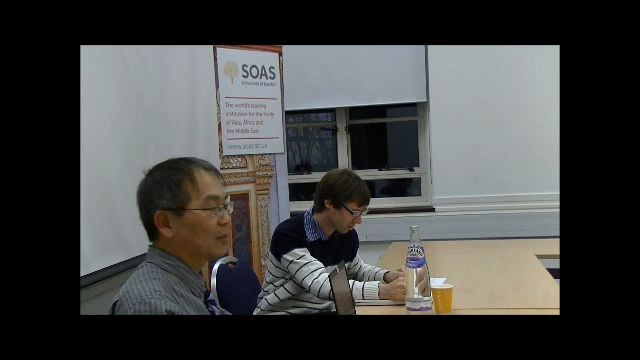 SOAS
University of London
The world's leading
institution for the study
of Asia, Africa and
the Middle East
www.soas.ac.uk